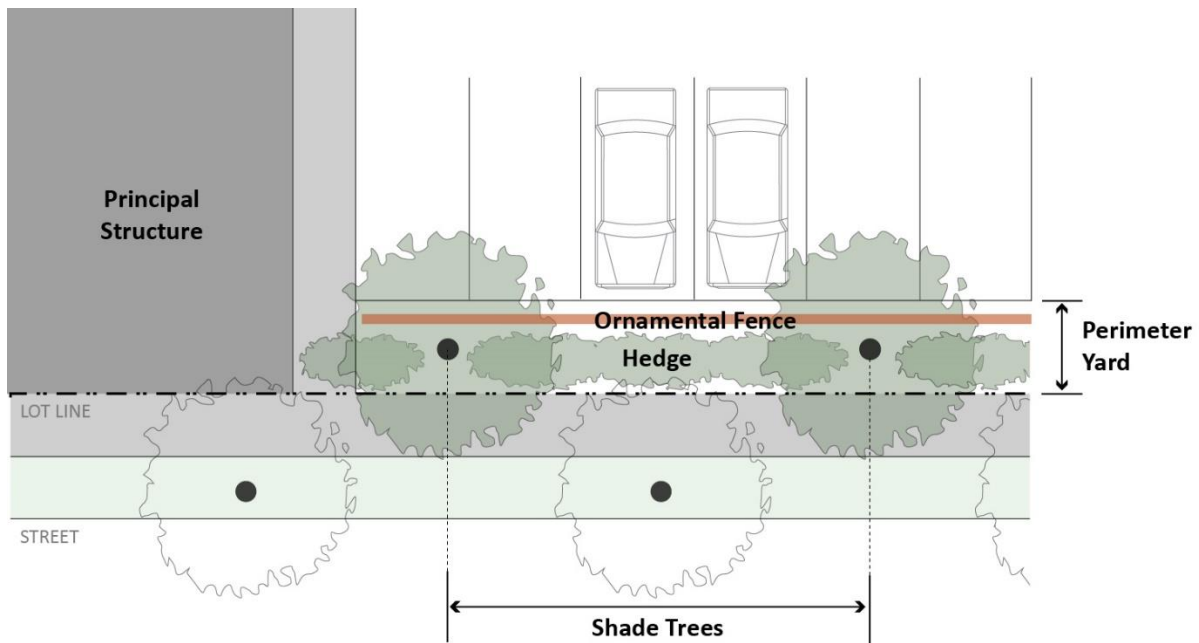 Principal
Structure
Ornamental Fence
Hedge
Perimeter
Yard
LOT LINE
STREET
Shade Trees